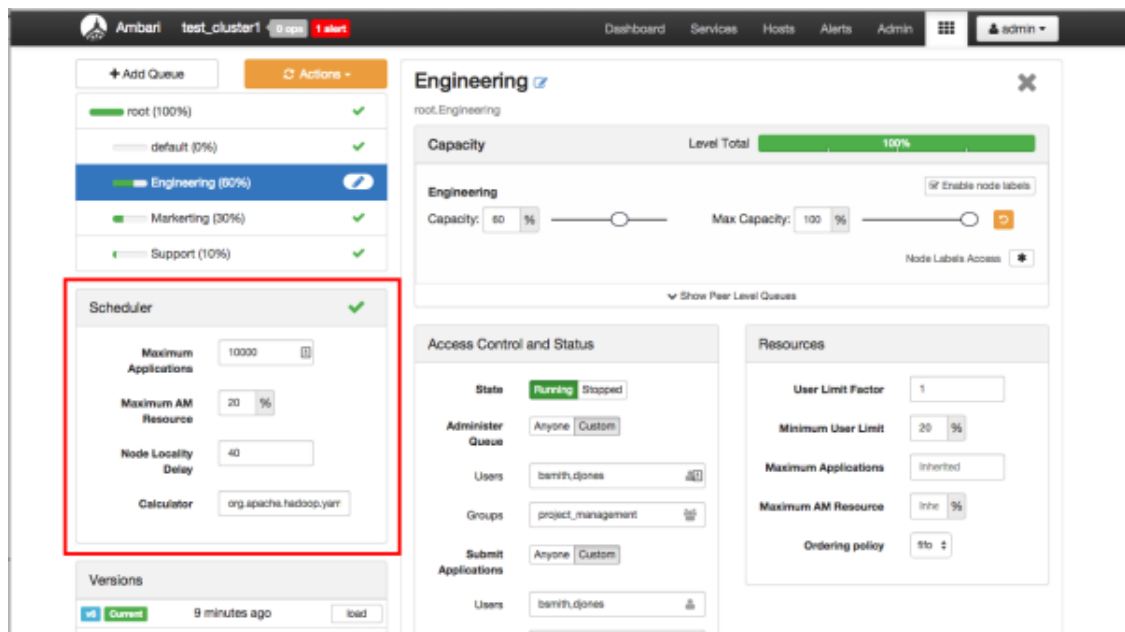 Ambari test_cluster1 0 ops 1 alert Dashboard Services Hosts Alerts Admin admin
+ Add Queue Actions
root (100%)
default (0%)
Engineering (60%)
Markerting (30%)
Support (10%)
Scheduler
Maximum Applications 10000
Maximum AM Resource 20 %
Node Locality Delay 40
Calculator org.apache.hadoop.yarr
Versions
v6 Current 9 minutes ago load
Engineering
root.Engineering
Capacity Level Total 100%
Engineering Enable node labels
Capacity: 60 % Max Capacity: 100 %
Node Labels Access
Show Peer Level Queues
Access Control and Status
State Running Stopped
Administer Queue Anyone Custom
Users bsmith,djones
Groups project_management
Submit Applications Anyone Custom
Users bsmith,djones
Resources
User Limit Factor 1
Minimum User Limit 20 %
Maximum Applications Inherited
Maximum AM Resource Inhe %
Ordering policy fifo